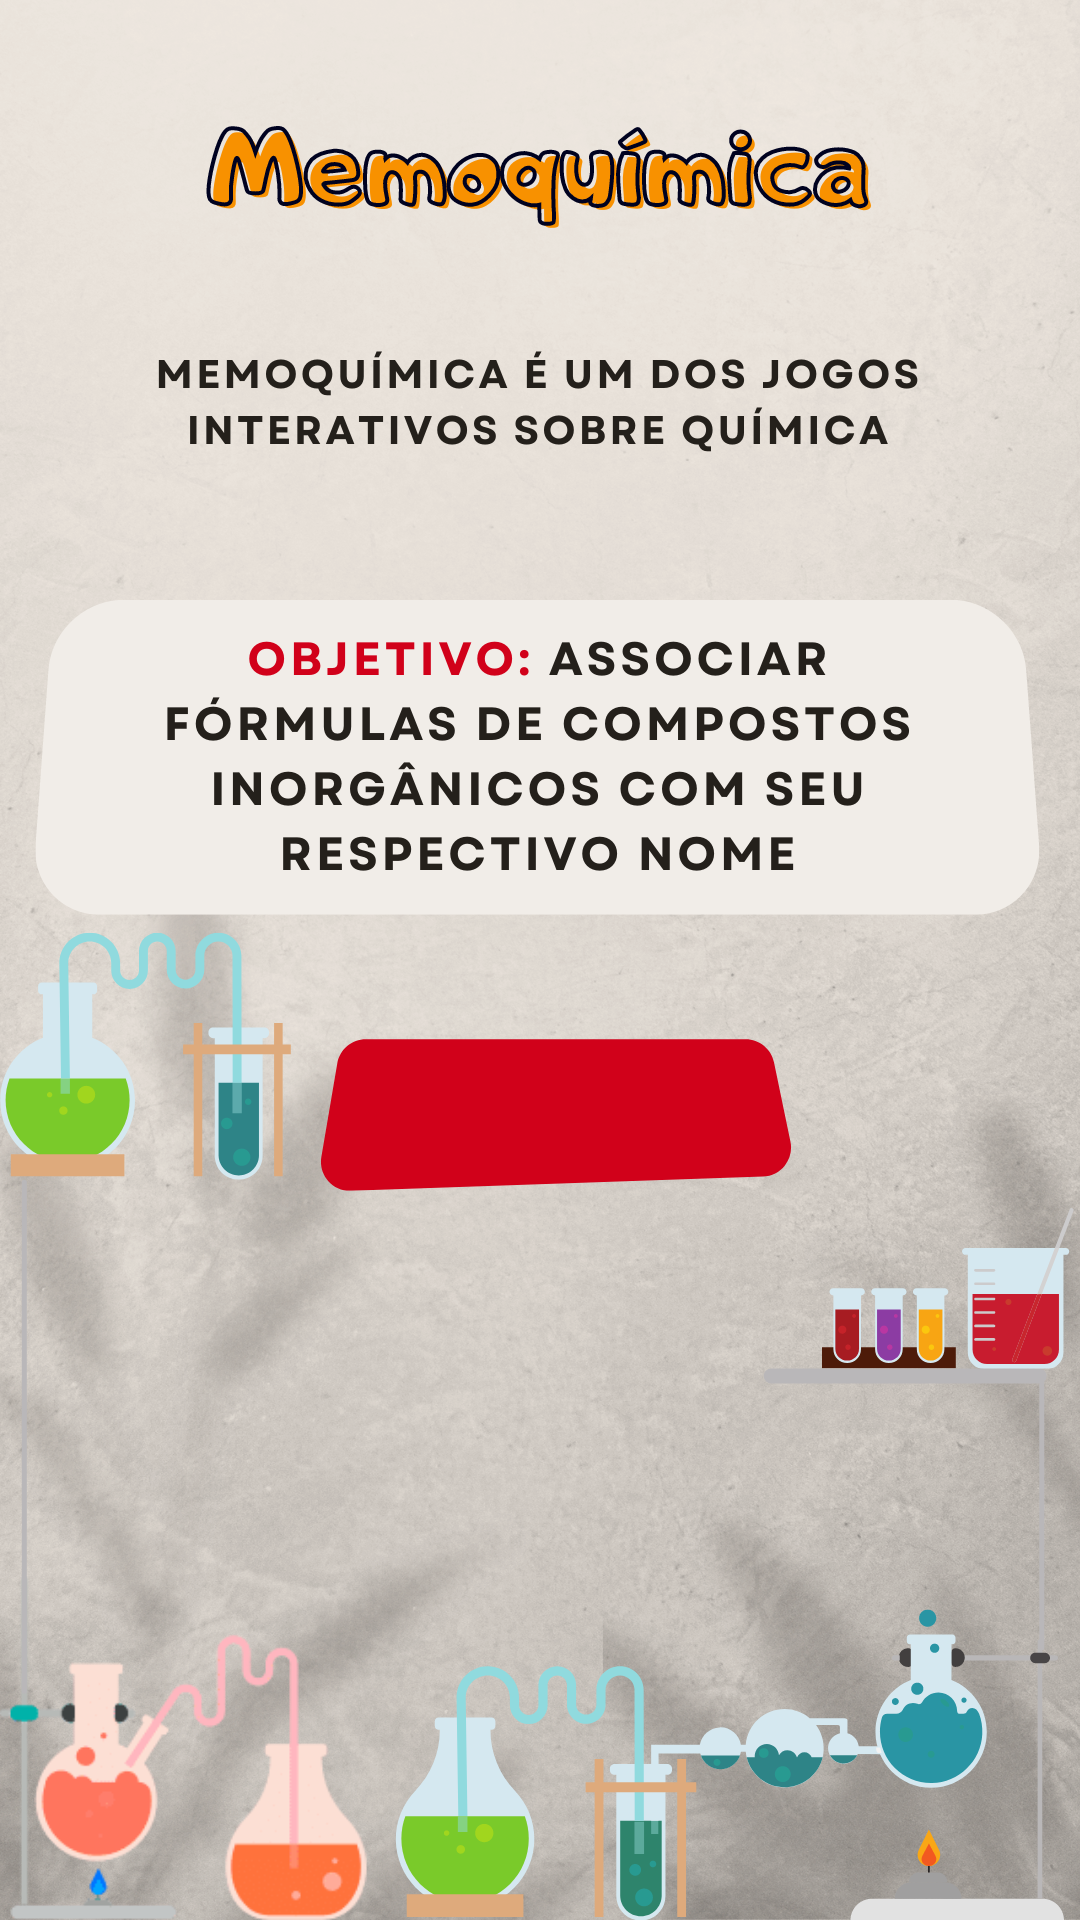 Memoquímica
MEMOQUÍMICA É UM DOS JOGOS
INTERATIVOS SOBRE QUÍMICA
OBJETIVO: ASSOCIAR
FÓRMULAS DE COMPOSTOS
INORGÂNICOS COM SEU
RESPECTIVO NOME